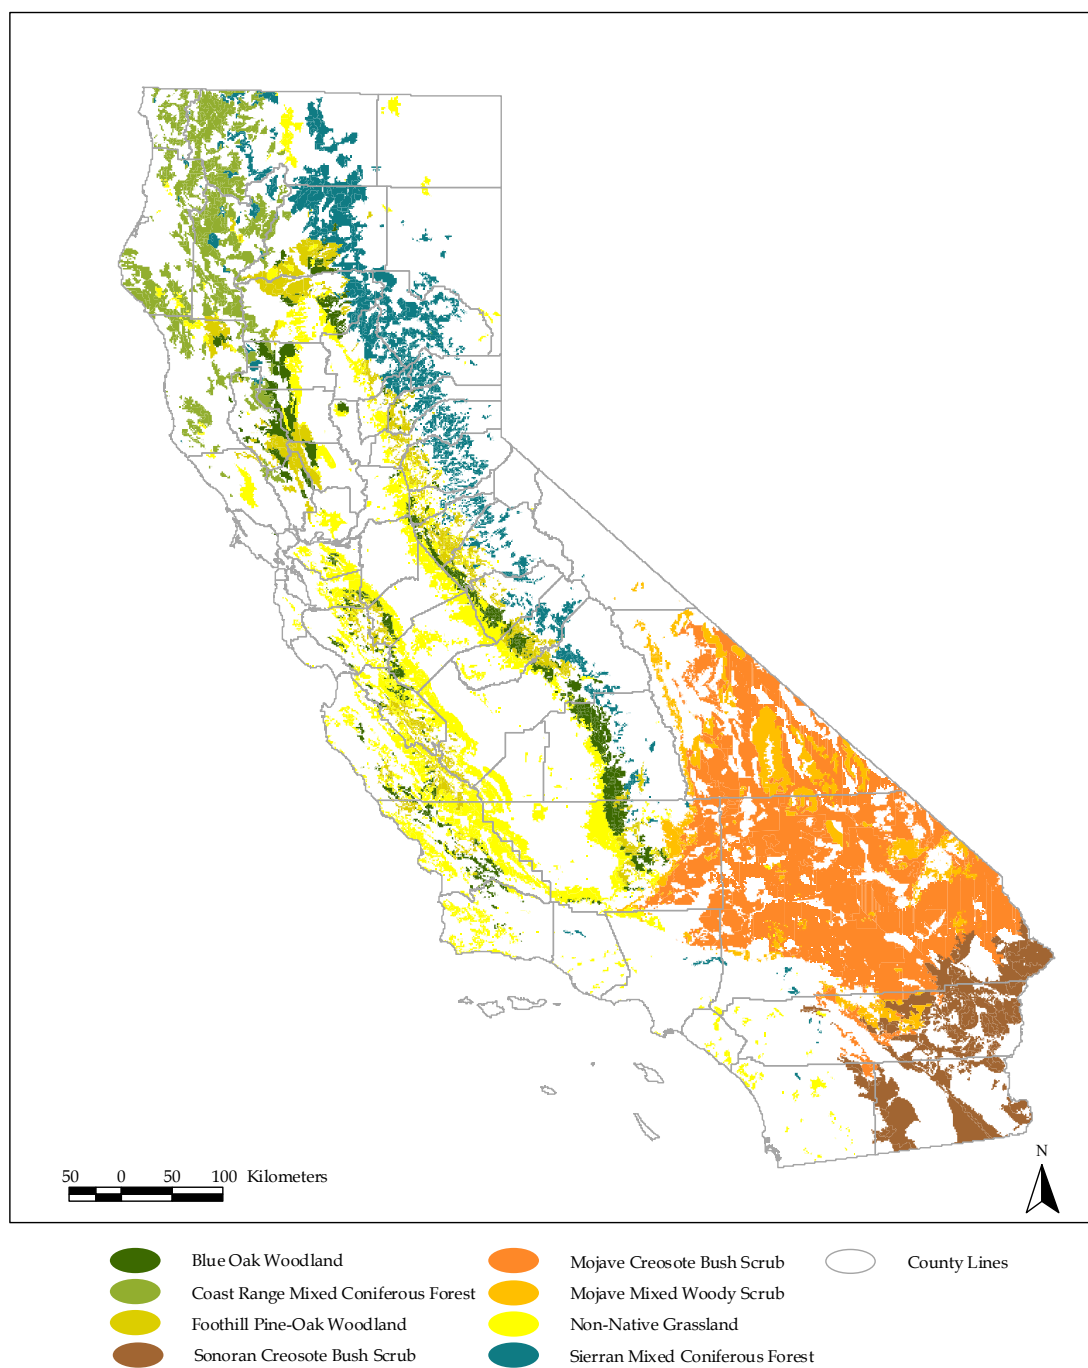 N
50 0 50 100 Kilometers
Blue Oak Woodland
Coast Range Mixed Coniferous Forest
Foothill Pine-Oak Woodland
Sonoran Creosote Bush Scrub
Mojave Creosote Bush Scrub
Mojave Mixed Woody Scrub
Non-Native Grassland
Sierran Mixed Coniferous Forest
County Lines